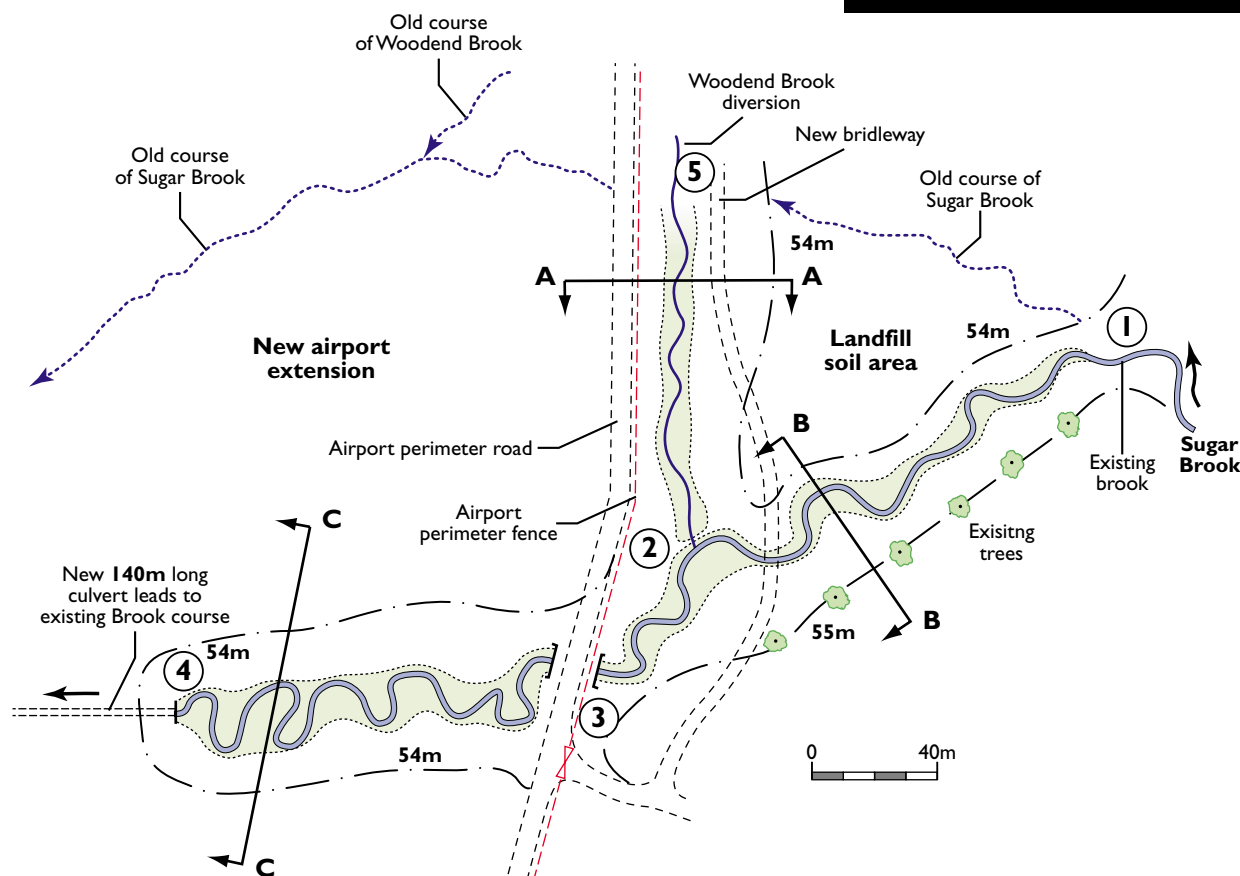 Old course
of Woodend Brook
Woodend Brook
diversion
New bridleway
5
Old course
of Sugar Brook
Old course of
Sugar Brook
54m
A
A
1
54m
New airport
extension
Landfill
soil area
B
Airport perimeter road
Existing
brook
Sugar
Brook
C
Airport
perimeter fence
2
Exisitng
trees
New 140m long
culvert leads to
existing Brook course
B
55m
54m
4
3
54m
0
40m
C